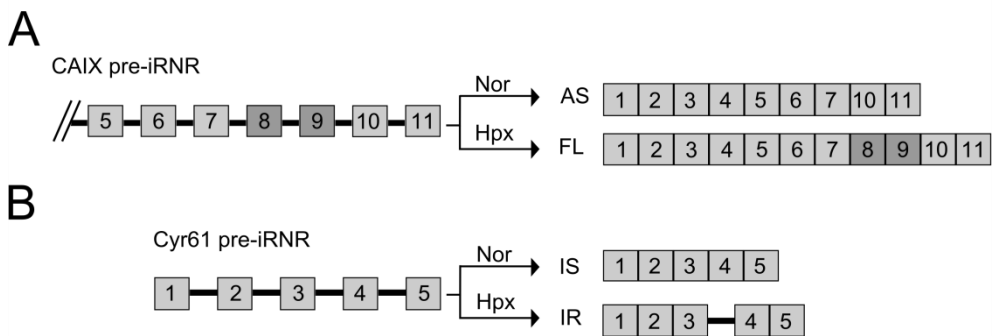 A
CAIX pre-iRNR
5 6 7 8 9 10 11
Nor
AS
1 2 3 4 5 6 7 10 11
Hpx
FL
1 2 3 4 5 6 7 8 9 10 11
B
Cyr61 pre-iRNR
1 2 3 4 5
Nor
IS
1 2 3 4 5
Hpx
IR
1 2 3 4 5